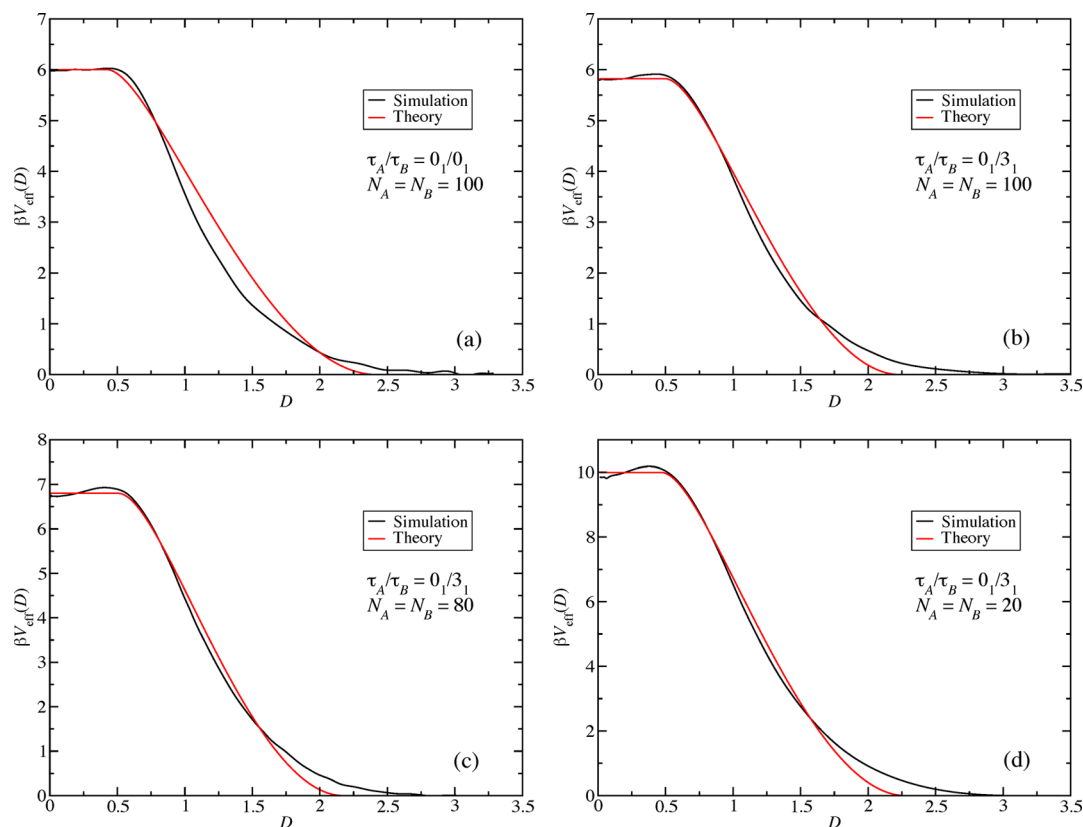 7
6
5
4
3
2
1
0
βV_eff(D)
Simulation
Theory
τ_A/τ_B = 0_1/0_1
N_A = N_B = 100
(a)
0 0.5 1 1.5 2 2.5 3 3.5
D
7
6
5
4
3
2
1
0
βV_eff(D)
Simulation
Theory
τ_A/τ_B = 0_1/3_1
N_A = N_B = 100
(b)
0 0.5 1 1.5 2 2.5 3 3.5
D
8
7
6
5
4
3
2
1
0
βV_eff(D)
Simulation
Theory
τ_A/τ_B = 0_1/3_1
N_A = N_B = 80
(c)
0 0.5 1 1.5 2 2.5 3 3.5
D
10
8
6
4
2
0
βV_eff(D)
Simulation
Theory
τ_A/τ_B = 0_1/3_1
N_A = N_B = 20
(d)
0 0.5 1 1.5 2 2.5 3 3.5
D